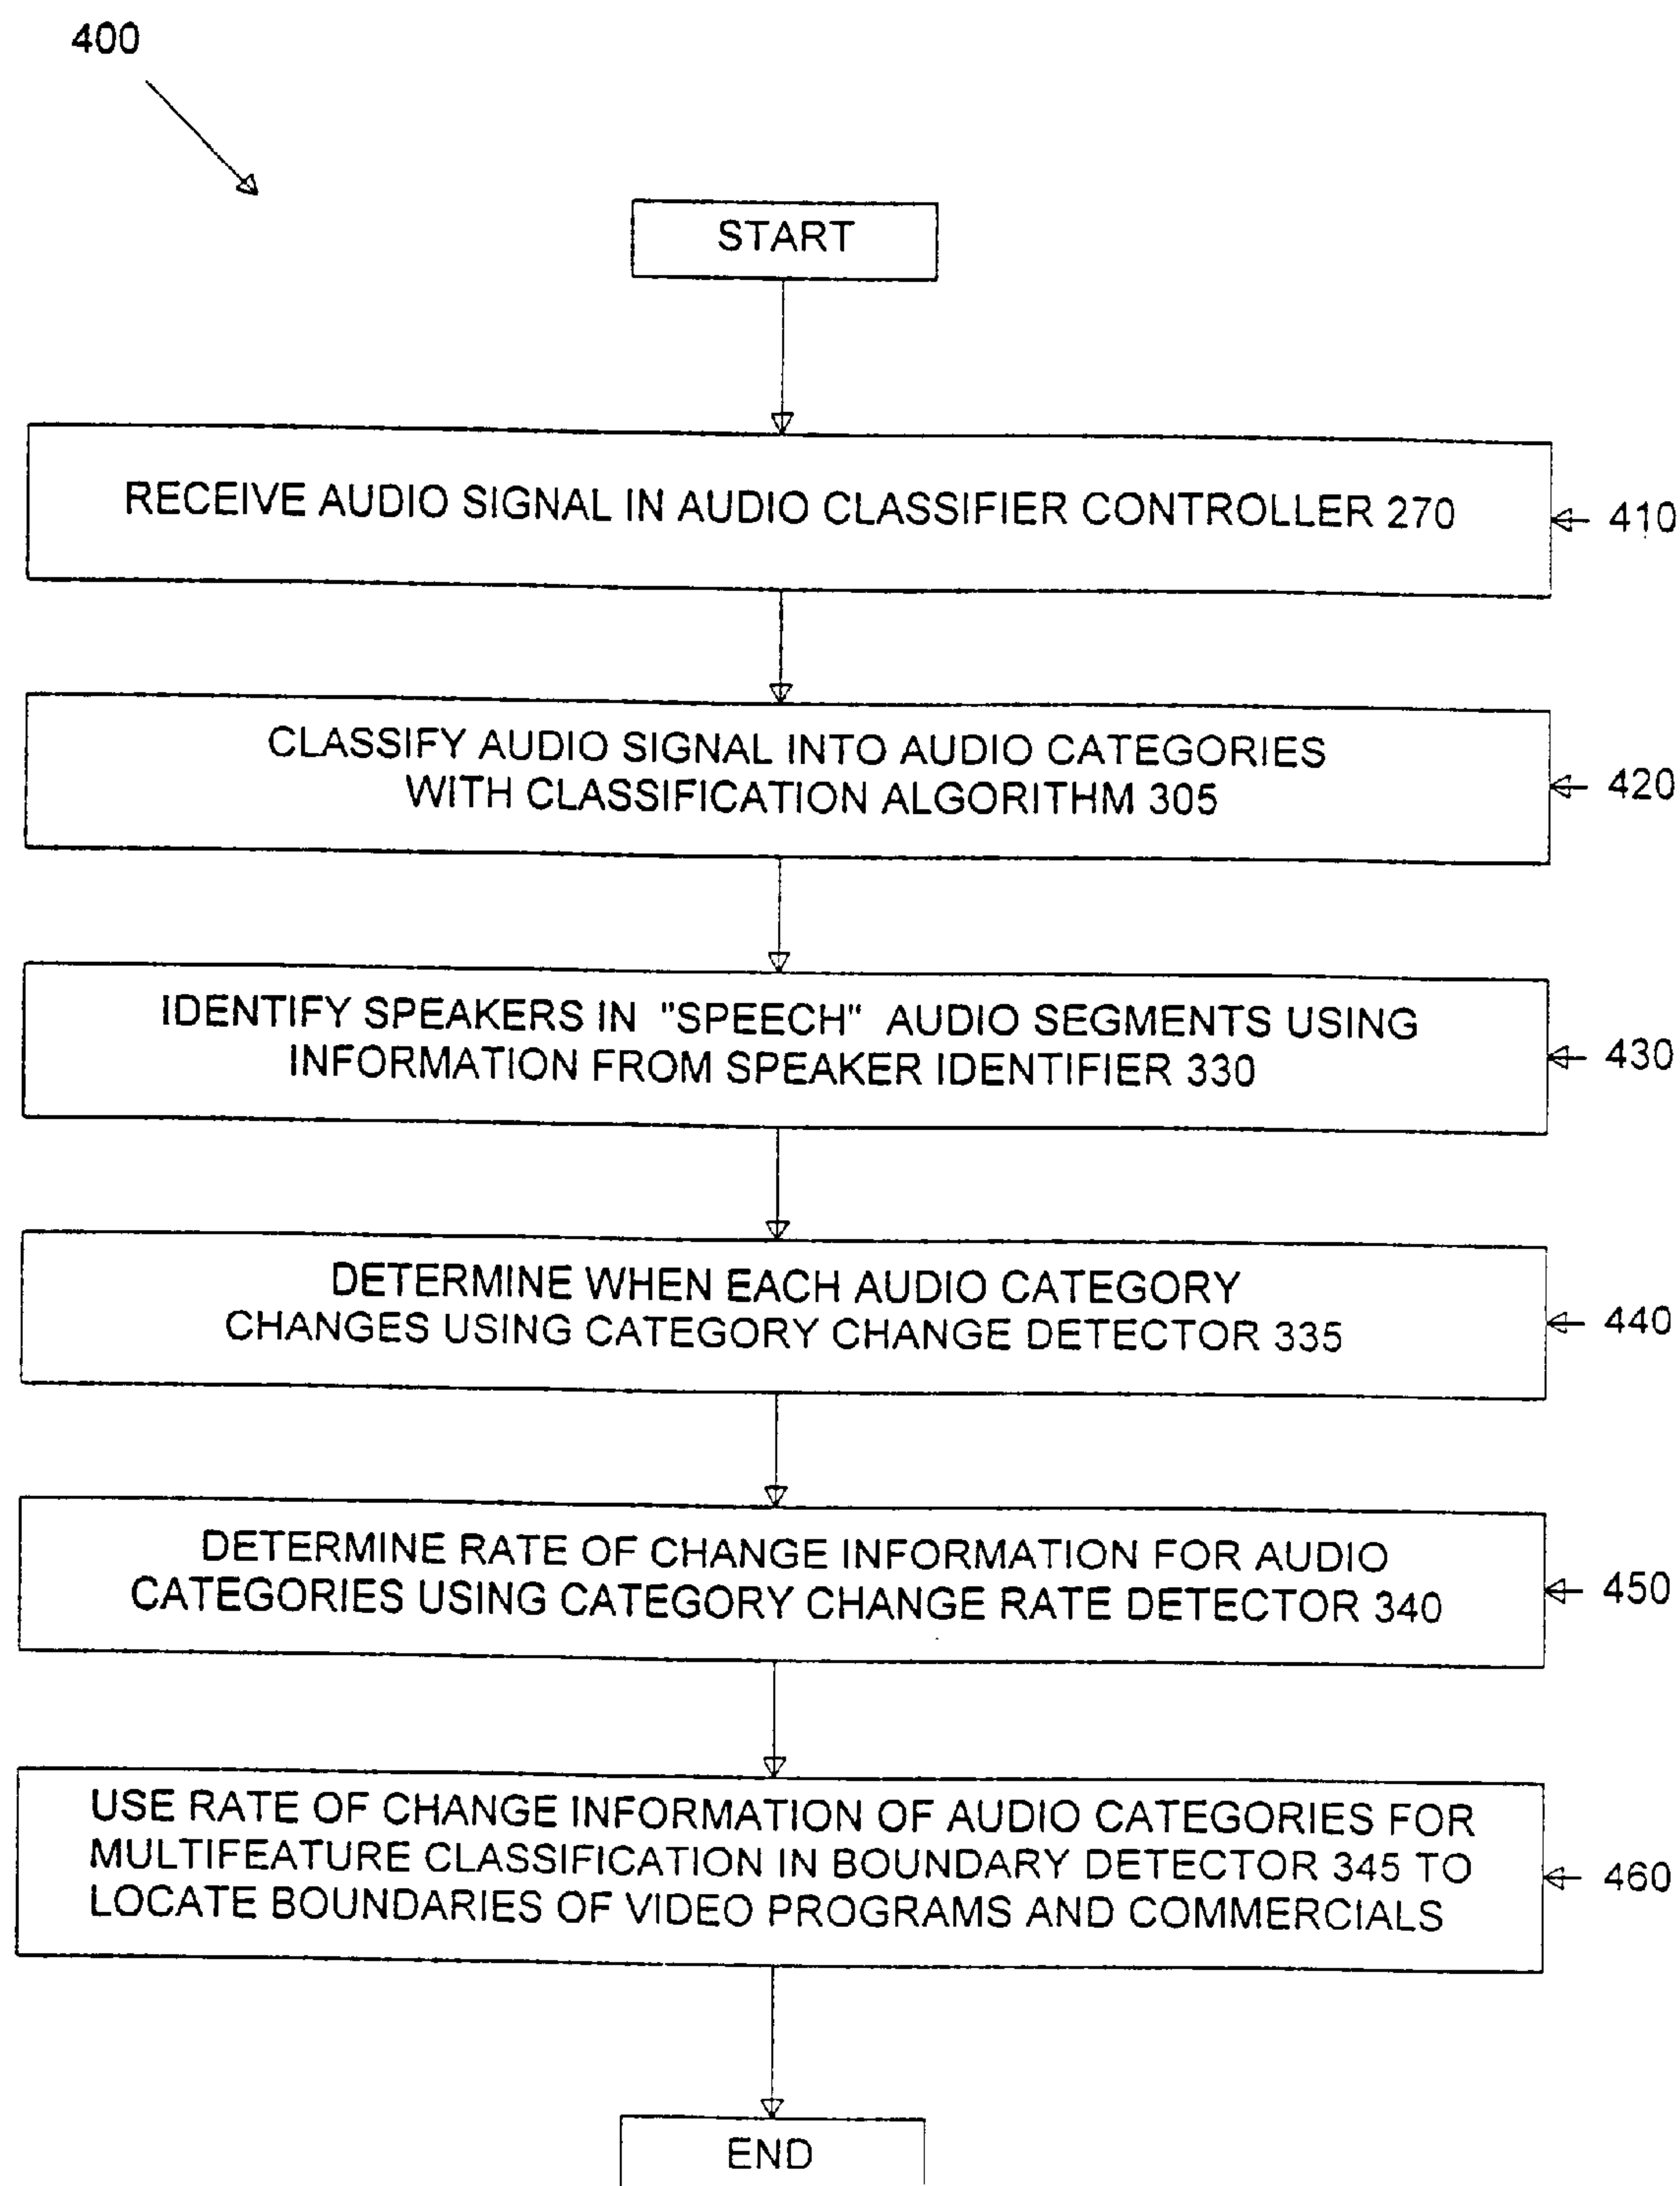 400
START
RECEIVE AUDIO SIGNAL IN AUDIO CLASSIFIER CONTROLLER 270
410
CLASSIFY AUDIO SIGNAL INTO AUDIO CATEGORIES
WITH CLASSIFICATION ALGORITHM 305
420
IDENTIFY SPEAKERS IN "SPEECH" AUDIO SEGMENTS USING
INFORMATION FROM SPEAKER IDENTIFIER 330
430
DETERMINE WHEN EACH AUDIO CATEGORY
CHANGES USING CATEGORY CHANGE DETECTOR 335
440
DETERMINE RATE OF CHANGE INFORMATION FOR AUDIO
CATEGORIES USING CATEGORY CHANGE RATE DETECTOR 340
450
USE RATE OF CHANGE INFORMATION OF AUDIO CATEGORIES FOR
MULTIFEATURE CLASSIFICATION IN BOUNDARY DETECTOR 345 TO
LOCATE BOUNDARIES OF VIDEO PROGRAMS AND COMMERCIALS
460
END